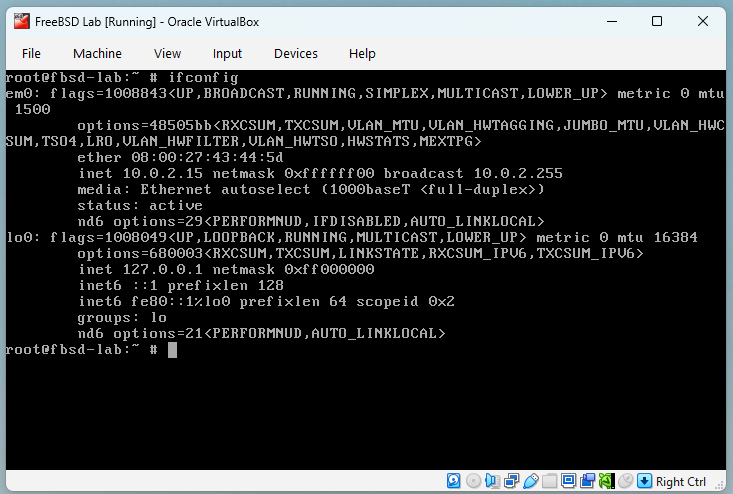 FreeBSD Lab [Running] - Oracle VirtualBox
File Machine View Input Devices Help
root@fbsd-lab:~ # ifconfig
em0: flags=1008843<UP,BROADCAST,RUNNING,SIMPLEX,MULTICAST,LOWER_UP> metric 0 mtu
 1500
        options=48505bb<RXCSUM,TXCSUM,VLAN_MTU,VLAN_HWTAGGING,JUMBO_MTU,VLAN_HWC
SUM,TSO4,LRO,VLAN_HWFILTER,VLAN_HWTSO,HWSTATS,MEXTPG>
        ether 08:00:27:43:44:5d
        inet 10.0.2.15 netmask 0xffffff00 broadcast 10.0.2.255
        media: Ethernet autoselect (1000baseT <full-duplex>)
        status: active
        nd6 options=29<PERFORMNUD,IFDISABLED,AUTO_LINKLOCAL>
lo0: flags=1008049<UP,LOOPBACK,RUNNING,MULTICAST,LOWER_UP> metric 0 mtu 16384
        options=680003<RXCSUM,TXCSUM,LINKSTATE,RXCSUM_IPV6,TXCSUM_IPV6>
        inet 127.0.0.1 netmask 0xff000000
        inet6 ::1 prefixlen 128
        inet6 fe80::1%lo0 prefixlen 64 scopeid 0x2
        groups: lo
        nd6 options=21<PERFORMNUD,AUTO_LINKLOCAL>
root@fbsd-lab:~ #
Right Ctrl